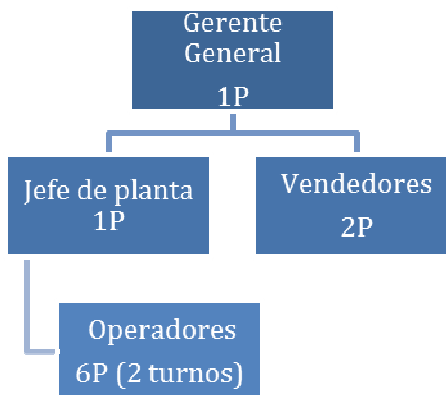 Gerente
General
1P
Jefe de planta
1P
Vendedores
2P
Operadores
6P (2 turnos)